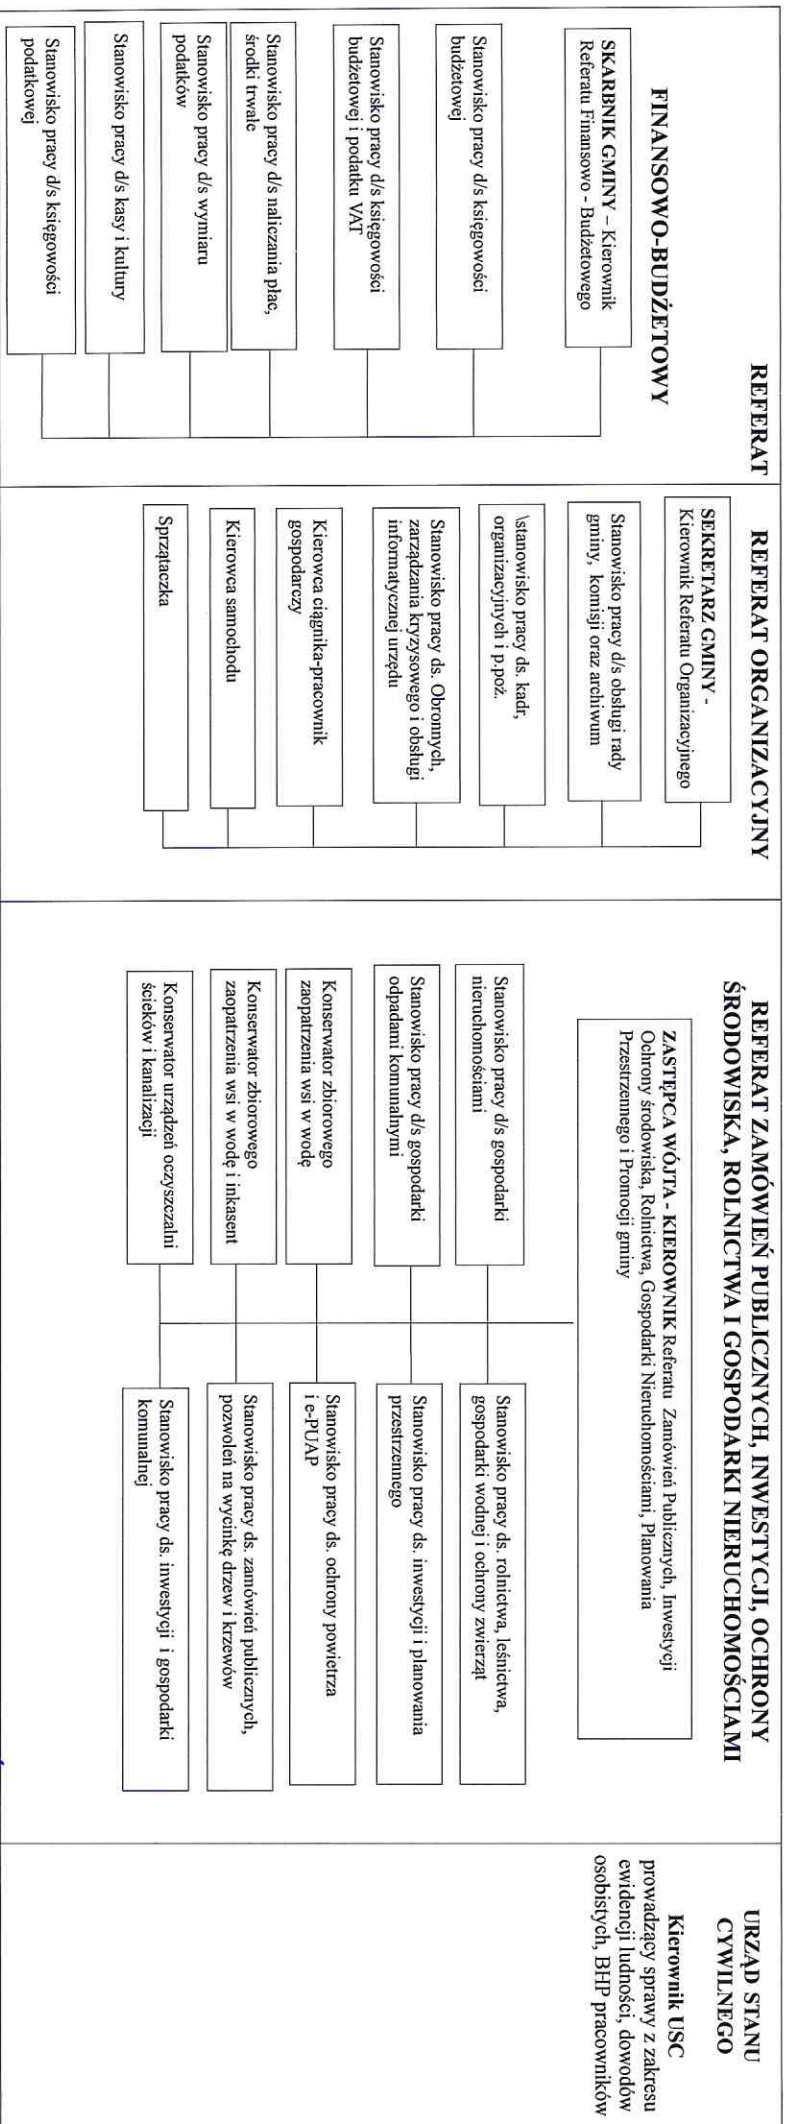 REFERAT
FINANSOWO-BUDŻETOWY
SKARBNIK GMINY – Kierownik
Referatu Finansowo - Budżetowego
Stanowisko pracy d/s księgowości
budżetowej
Stanowisko pracy d/s księgowości
budżetowej i podatku VAT
Stanowisko pracy d/s naliczania płac,
środki trwałe
Stanowisko pracy d/s wymiaru
podatków
Stanowisko pracy d/s kasy i kultury
Stanowisko pracy d/s księgowości
podatkowej
REFERAT ORGANIZACYJNY
SEKRETARZ GMINY -
Kierownik Referatu Organizacyjnego
Stanowisko pracy d/s obsługi rady
gminy, komisji oraz archiwum
\stanowisko pracy ds. kadr,
organizacyjnych i p.poż.
Stanowisko pracy ds. Obronnych,
zarządzania kryzysowego i obsługi
informatycznej urzędu
Kierowca ciągnika-pracownik
gospodarczy
Kierowca samochodu
Sprzątaczka
REFERAT ZAMÓWIEŃ PUBLICZNYCH, INWESTYCJI, OCHRONY
ŚRODOWISKA, ROLNICTWA I GOSPODARKI NIERUCHOMOŚCIAMI
ZASTĘPCA WÓJTA - KIEROWNIK Referatu Zamówień Publicznych, Inwestycji
Ochrony środowiska, Rolnictwa, Gospodarki Nieruchomościami, Planowania
Przestrzennego i Promocji gminy
Stanowisko pracy d/s gospodarki
nieruchomościami
Stanowisko pracy d/s gospodarki
odpadami komunalnymi
Konserwator zbiorowego
zaopatrzenia wsi w wodę
Konserwator zbiorowego
zaopatrzenia wsi w wodę i inkasent
Konserwator urządzeń oczyszczalni
ścieków i kanalizacji
Stanowisko pracy ds. rolnictwa, leśnictwa,
gospodarki wodnej i ochrony zwierząt
Stanowisko pracy ds. inwestycji i planowania
przestrzennego
Stanowisko pracy ds. ochrony powietrza
i e-PUAP
Stanowisko pracy ds. zamówień publicznych,
pozwoleń na wycinkę drzew i krzewów
Stanowisko pracy ds. inwestycji i gospodarki
komunalnej
URZĄD STANU
CYWILNEGO
Kierownik USC
prowadzący sprawy z zakresu
ewidencji ludności, dowodów
osobistych, BHP pracowników